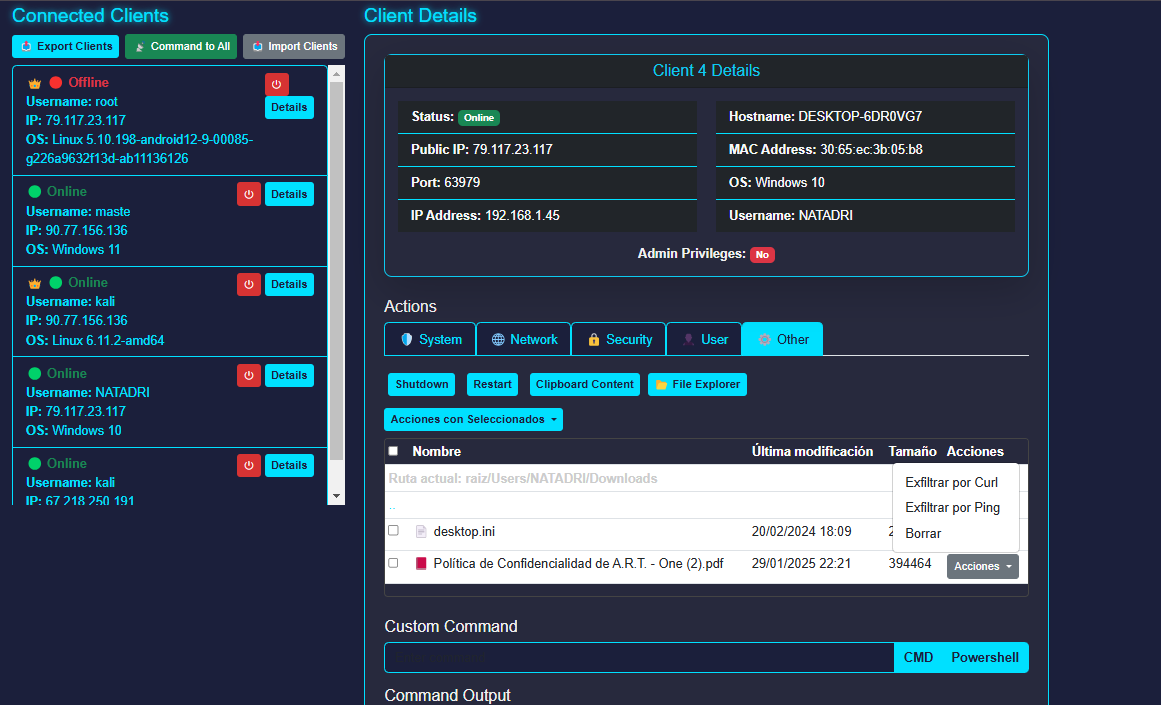 Connected Clients
Export Clients
Command to All
Import Clients
Offline
Username: root
Details
IP: 79.117.23.117
OS: Linux 5.10.198-android12-9-00085-
g226a9632f13d-ab11136126
Online
Details
Username: maste
IP: 90.77.156.136
OS: Windows 11
Online
Details
Username: kali
IP: 90.77.156.136
OS: Linux 6.11.2-amd64
Online
Details
Username: NATADRI
IP: 79.117.23.117
OS: Windows 10
Online
Details
Username: kali
IP: 67.218.250.191
Client Details
Client 4 Details
Status: Online
Public IP: 79.117.23.117
Port: 63979
IP Address: 192.168.1.45
Hostname: DESKTOP-6DR0VG7
MAC Address: 30:65:ec:3b:05:b8
OS: Windows 10
Username: NATADRI
Admin Privileges: No
Actions
System
Network
Security
User
Other
Shutdown
Restart
Clipboard Content
File Explorer
Acciones con Seleccionados
Nombre
Última modificación
Tamaño
Acciones
Ruta actual: raiz/Users/NATADRI/Downloads
..
desktop.ini
20/02/2024 18:09
Política de Confidencialidad de A.R.T. - One (2).pdf
29/01/2025 22:21
394464
Acciones
Exfiltrar por Curl
Exfiltrar por Ping
Borrar
Custom Command
CMD
Powershell
Command Output